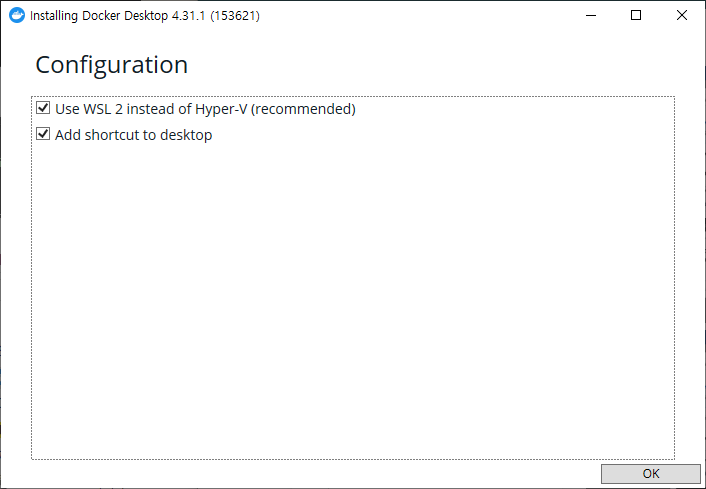 Installing Docker Desktop 4.31.1 (153621)
Configuration
Use WSL 2 instead of Hyper-V (recommended)
Add shortcut to desktop
OK